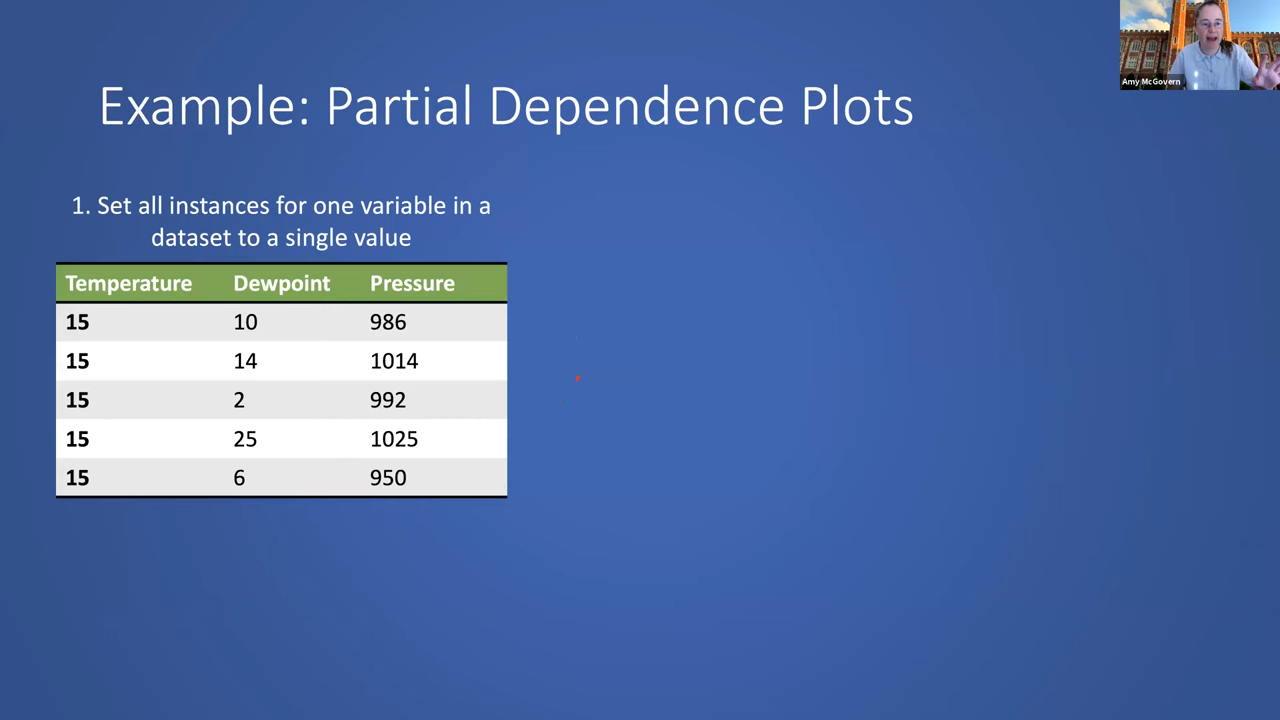 Amy McGovern
Example: Partial Dependence Plots
1. Set all instances for one variable in a
dataset to a single value
Temperature Dewpoint Pressure
15 10 986
15 14 1014
15 2 992
15 25 1025
15 6 950